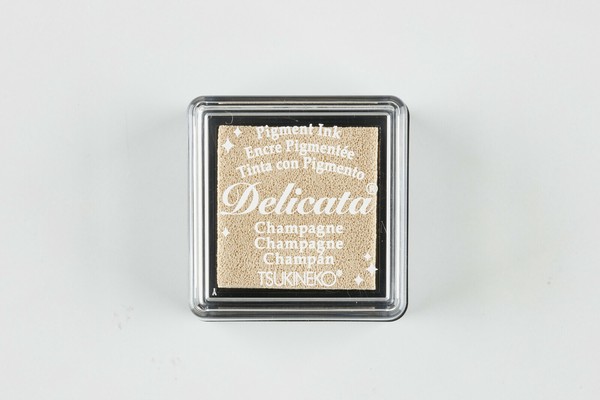 Pigment Ink
Encre Pigmentée
Tinta con Pigmento
Delicata®
Champagne
Champagne
Champán
TSUKINEKO®